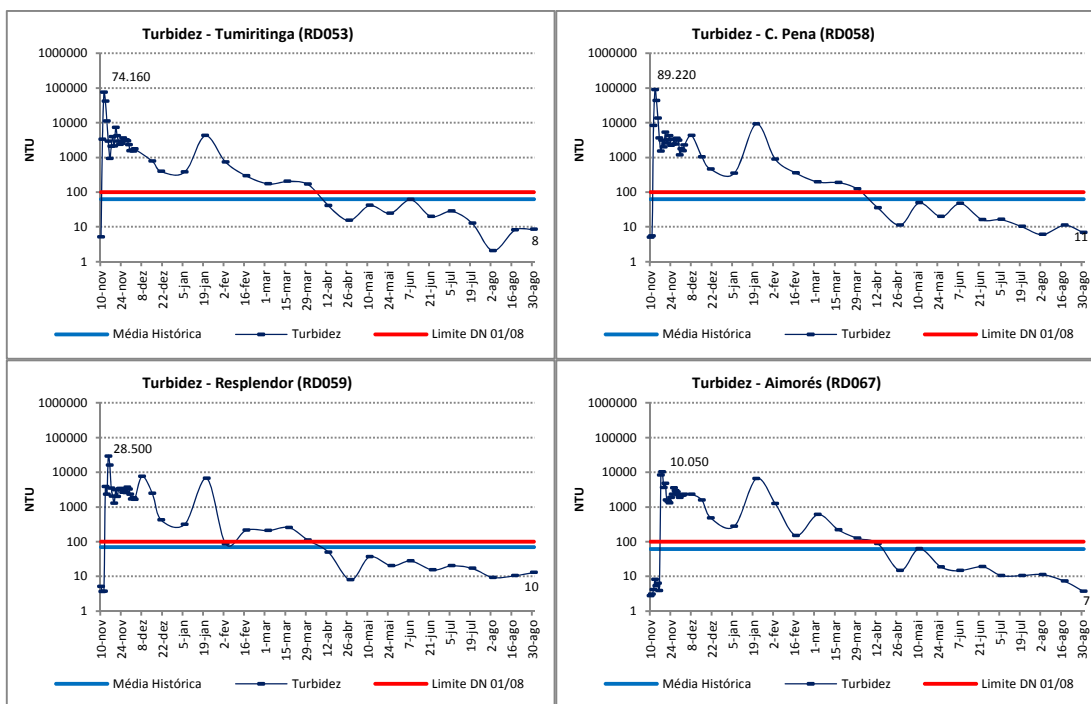 Turbidez - Tumiritinga (RD053)
1000000
100000
10000
1000
100
10
1
NTU
74.160
8
10-nov
24-nov
8-dez
22-dez
5-jan
19-jan
2-fev
16-fev
1-mar
15-mar
29-mar
12-abr
26-abr
10-mai
24-mai
7-jun
21-jun
5-jul
19-jul
2-ago
16-ago
30-ago
Média Histórica Turbidez Limite DN 01/08
Turbidez - C. Pena (RD058)
1000000
100000
10000
1000
100
10
1
NTU
89.220
11
10-nov
24-nov
8-dez
22-dez
5-jan
19-jan
2-fev
16-fev
1-mar
15-mar
29-mar
12-abr
26-abr
10-mai
24-mai
7-jun
21-jun
5-jul
19-jul
2-ago
16-ago
30-ago
Média Histórica Turbidez Limite DN 01/08
Turbidez - Resplendor (RD059)
1000000
100000
10000
1000
100
10
1
NTU
28.500
10
10-nov
24-nov
8-dez
22-dez
5-jan
19-jan
2-fev
16-fev
1-mar
15-mar
29-mar
12-abr
26-abr
10-mai
24-mai
7-jun
21-jun
5-jul
19-jul
2-ago
16-ago
30-ago
Média Histórica Turbidez Limite DN 01/08
Turbidez - Aimorés (RD067)
1000000
100000
10000
1000
100
10
1
NTU
10.050
7
10-nov
24-nov
8-dez
22-dez
5-jan
19-jan
2-fev
16-fev
1-mar
15-mar
29-mar
12-abr
26-abr
10-mai
24-mai
7-jun
21-jun
5-jul
19-jul
2-ago
16-ago
30-ago
Média Histórica Turbidez Limite DN 01/08